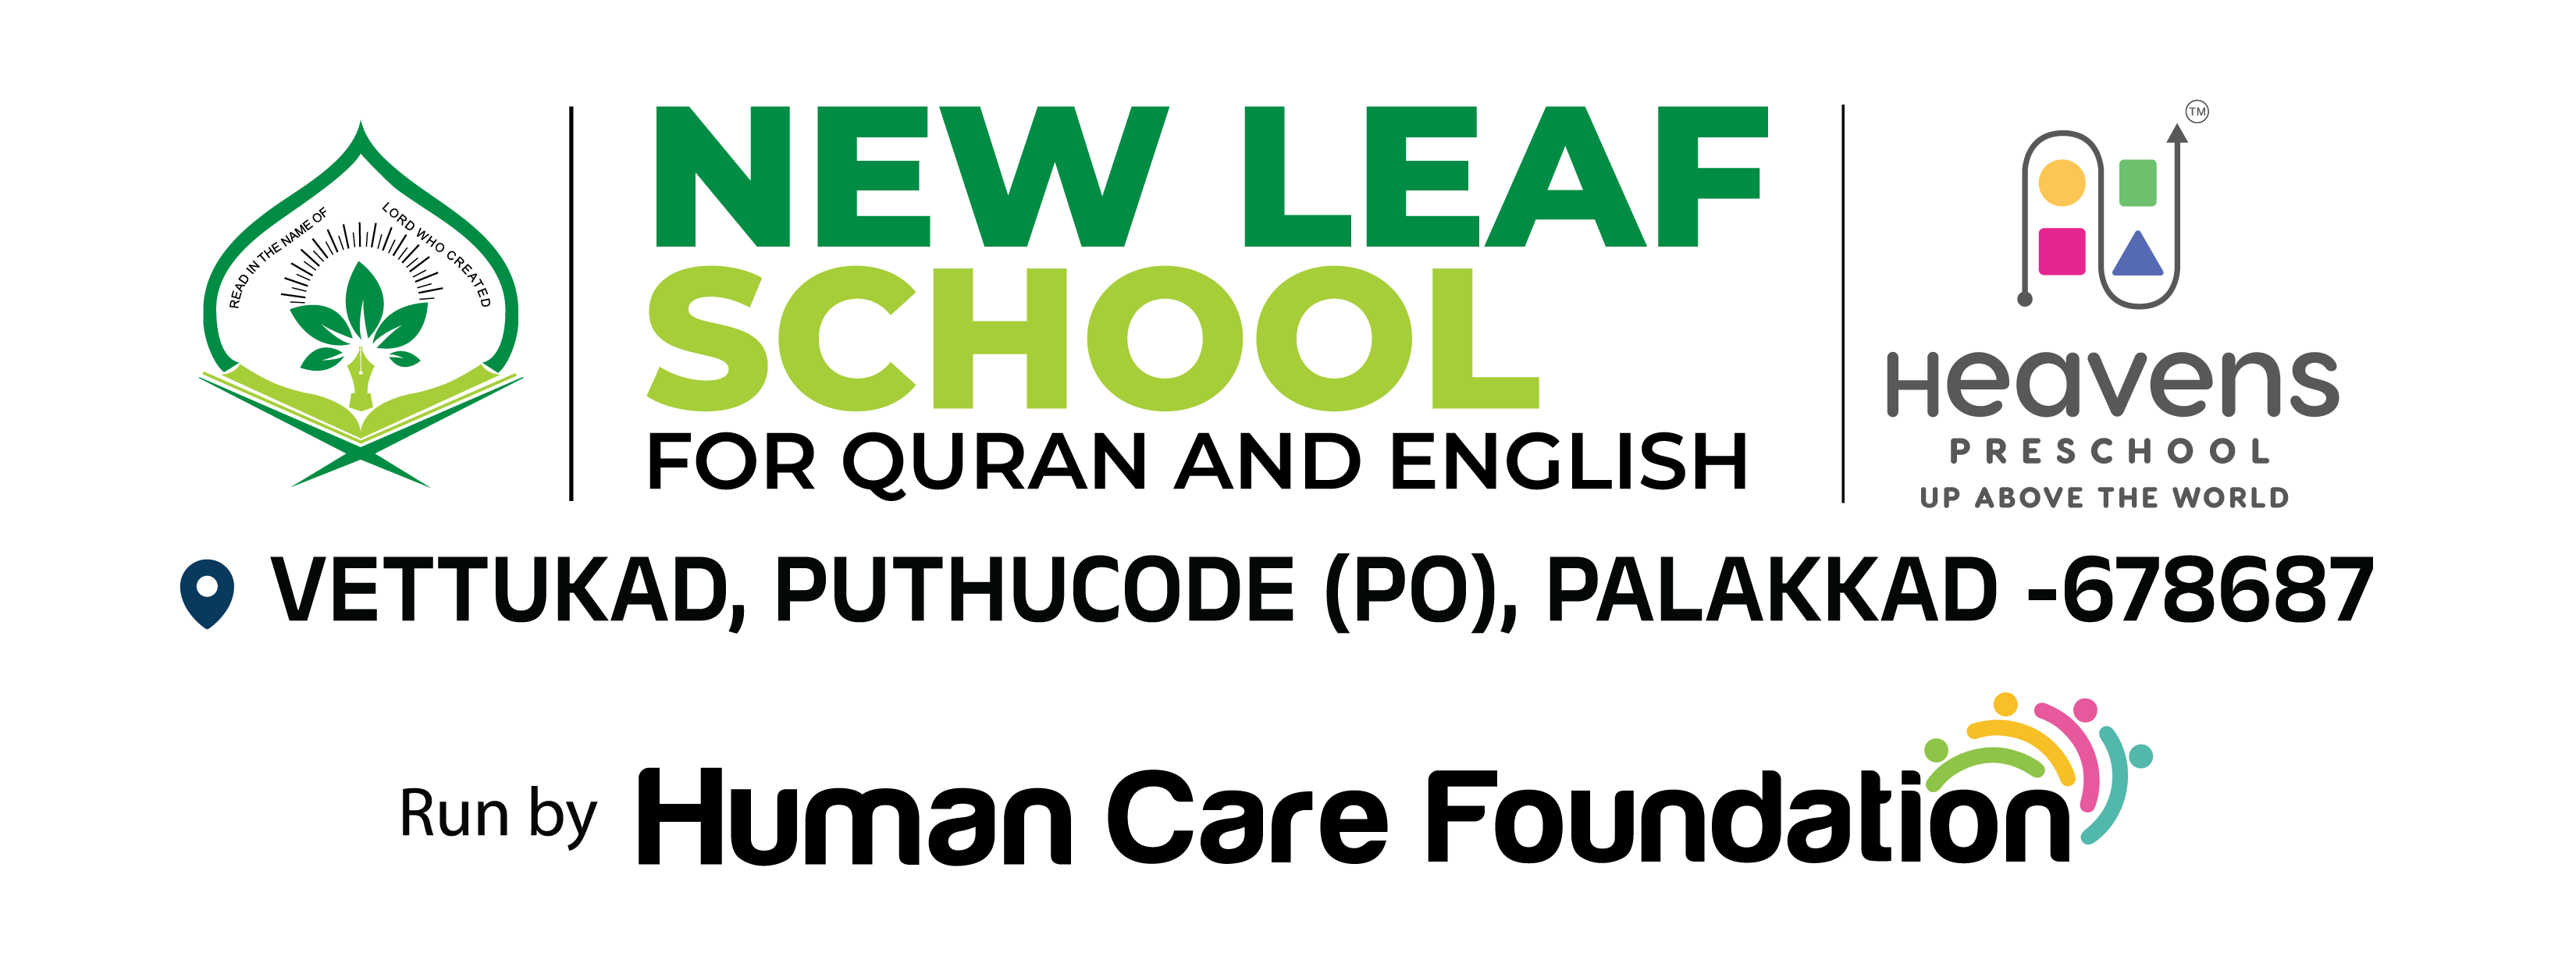 READ IN THE NAME OF LORD WHO CREATED
NEW LEAF
SCHOOL
FOR QURAN AND ENGLISH
TM
Heavens
PRESCHOOL
UP ABOVE THE WORLD
VETTUKAD, PUTHUCODE (PO), PALAKKAD -678687
Run by Human Care Foundation